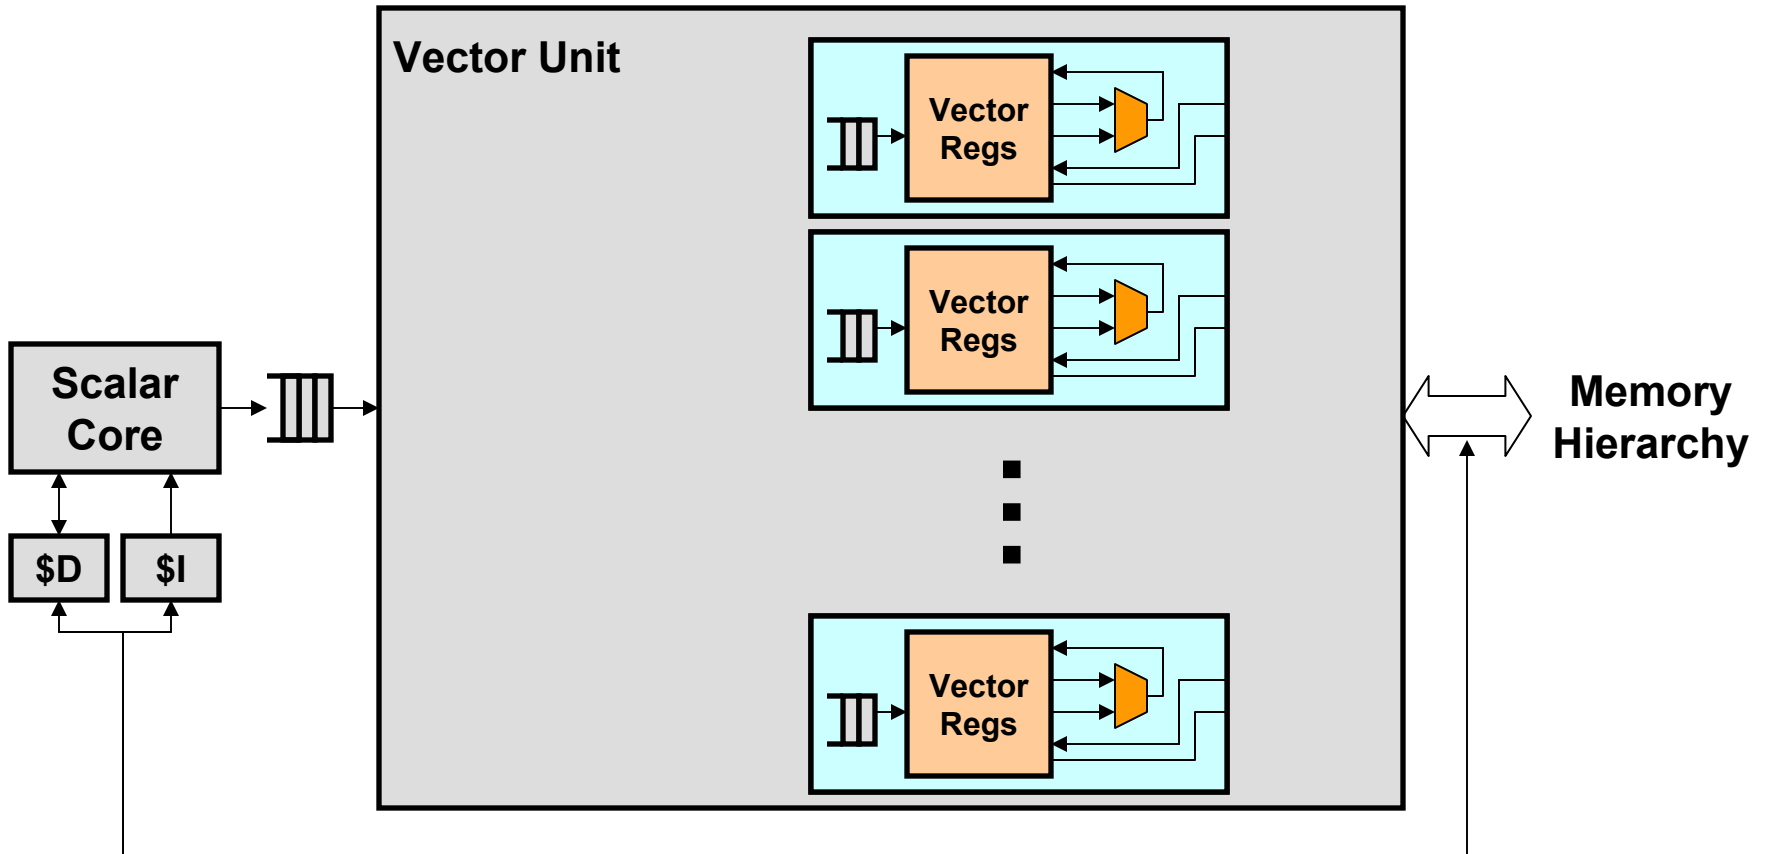 Vector Unit
Vector
Regs
Vector
Regs
Scalar
Core
Memory
Hierarchy
$D
$I
Vector
Regs